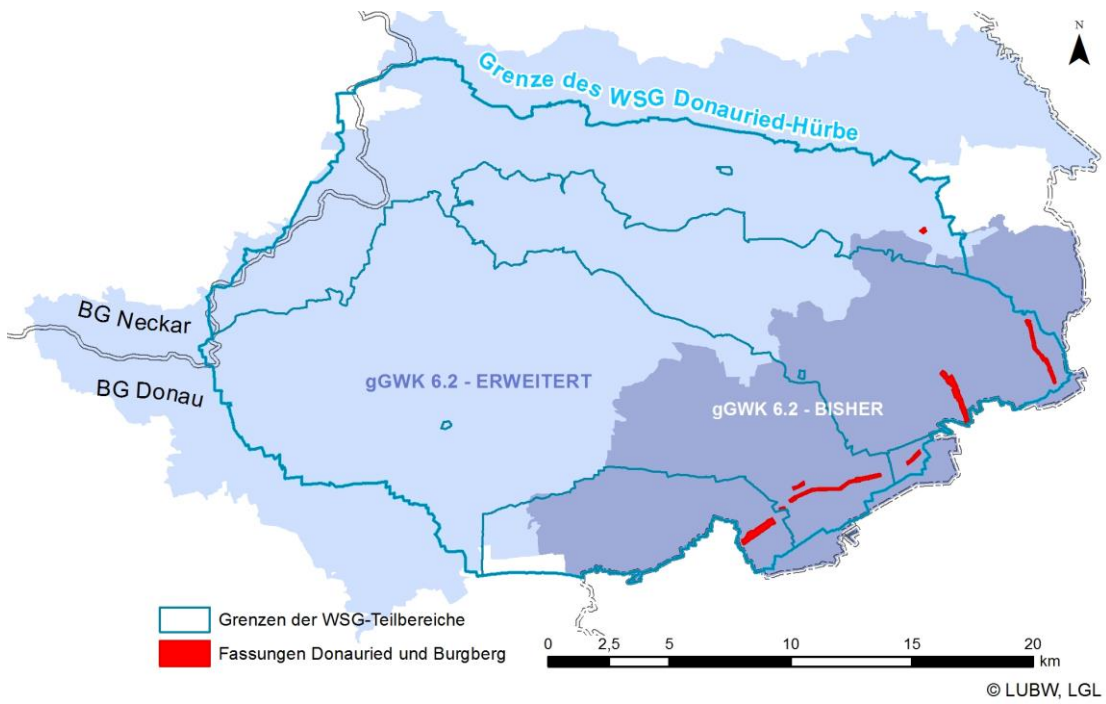 N
Grenze des WSG Donauried-Hürbe
BG Neckar
BG Donau
gGWK 6.2 - ERWEITERT
gGWK 6.2 - BISHER
Grenzen der WSG-Teilbereiche
Fassungen Donauried und Burgberg
0 2,5 5 10 15 20
km
© LUBW, LGL